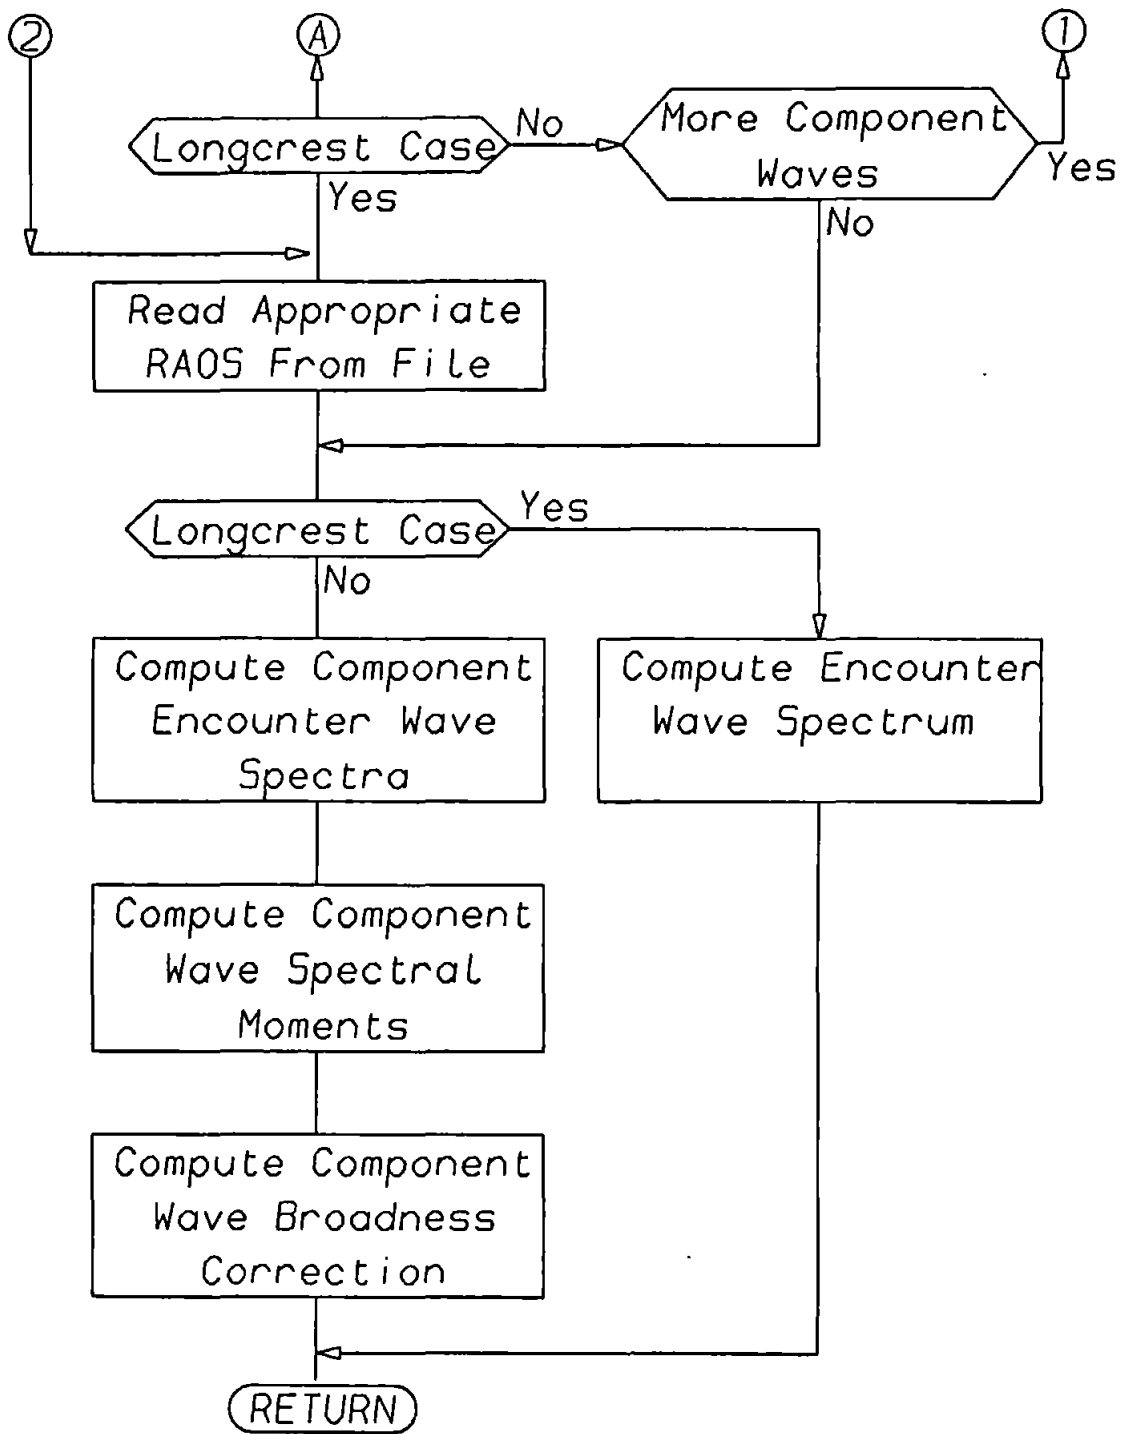 2
A
1
Longcrest Case
No
More Component
Waves
Yes
Yes
No
Read Appropriate
RAOS From File
Longcrest Case
Yes
No
Compute Component
Encounter Wave
Spectra
Compute Encounter
Wave Spectrum
Compute Component
Wave Spectral
Moments
Compute Component
Wave Broadness
Correction
RETURN